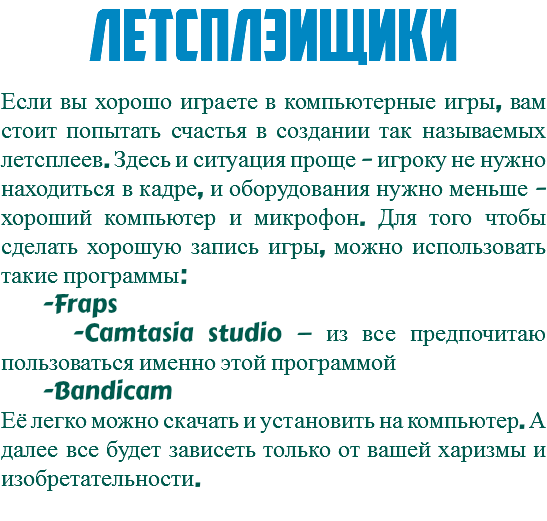 ЛЕТСПЛЭИЩИКИ
Если вы хорошо играете в компьютерные игры, вам
стоит попытать счастья в создании так называемых
летсплеев. Здесь и ситуация проще - игроку не нужно
находиться в кадре, и оборудования нужно меньше -
хороший компьютер и микрофон. Для того чтобы
сделать хорошую запись игры, можно использовать
такие программы:
-Fraps
-Camtasia studio – из все предпочитаю
пользоваться именно этой программой
-Bandicam
Её легко можно скачать и установить на компьютер. А
далее все будет зависеть только от вашей харизмы и
изобретательности.